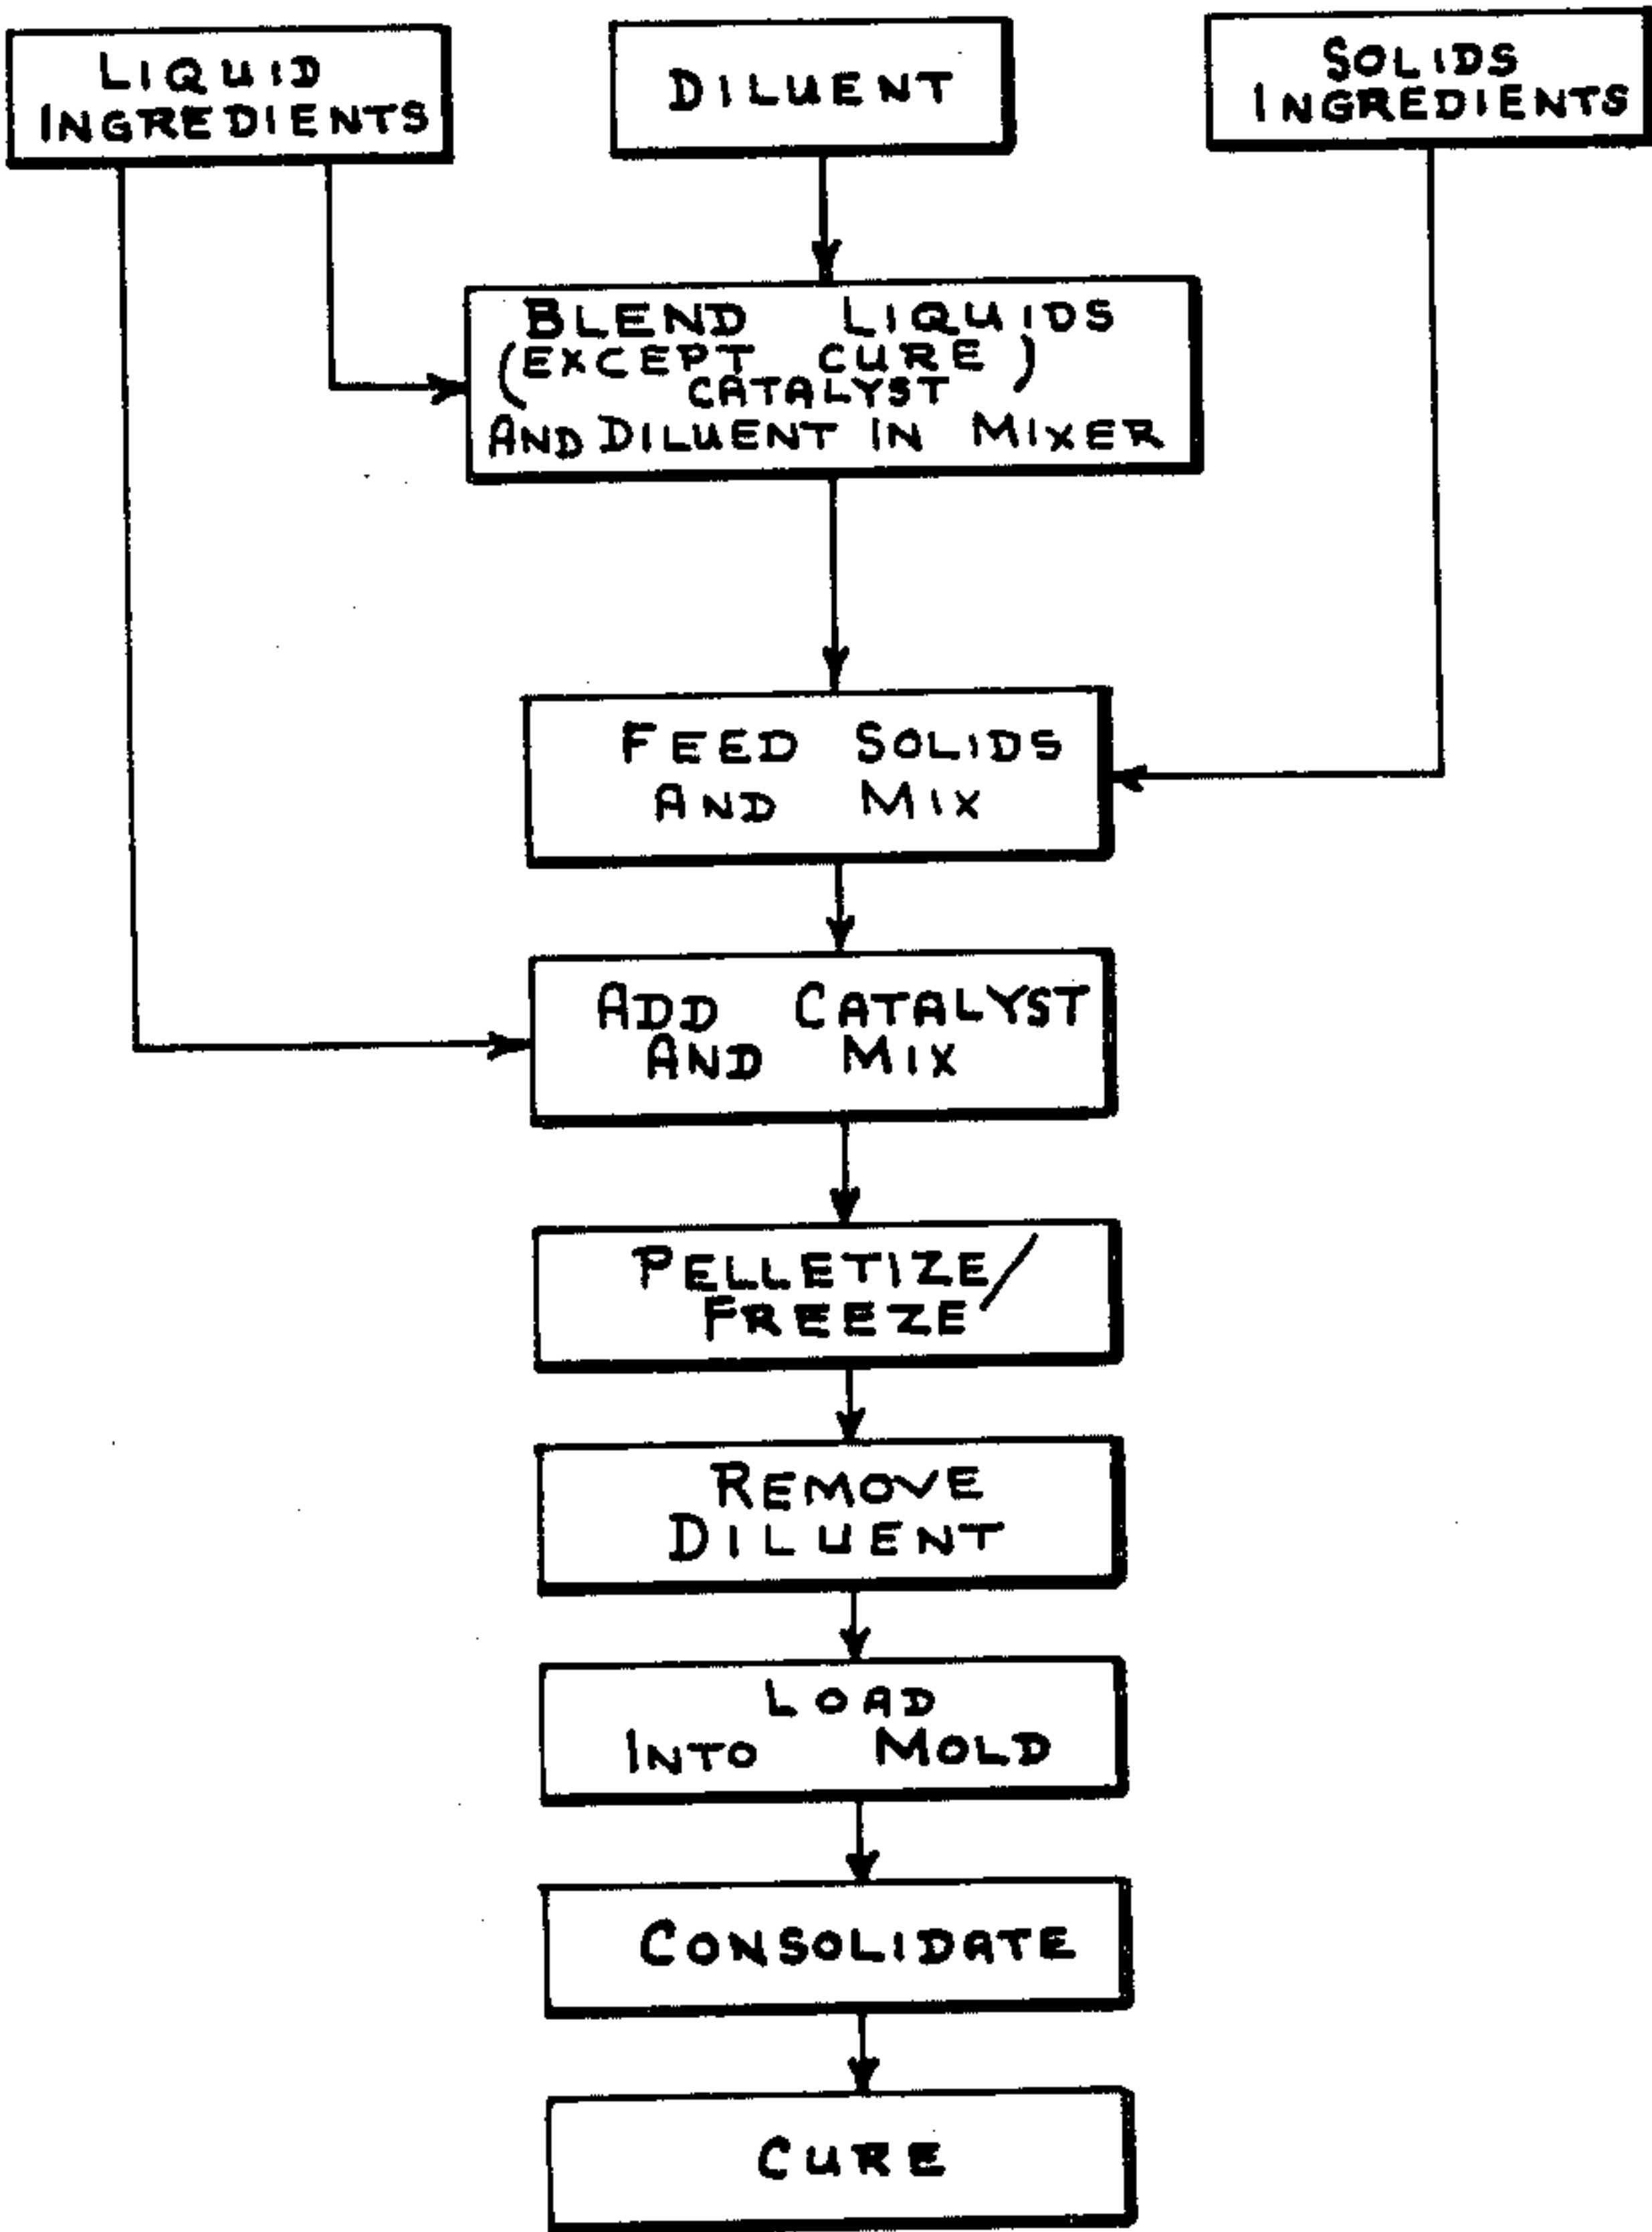 LIQUID
INGREDIENTS
DILUENT
SOLIDS
INGREDIENTS
BLEND LIQUIDS
(EXCEPT CURE)
CATALYST
AND DILUENT IN MIXER
FEED SOLIDS
AND MIX
ADD CATALYST
AND MIX
PELLETIZE/
FREEZE
REMOVE
DILUENT
LOAD
INTO MOLD
CONSOLIDATE
CURE